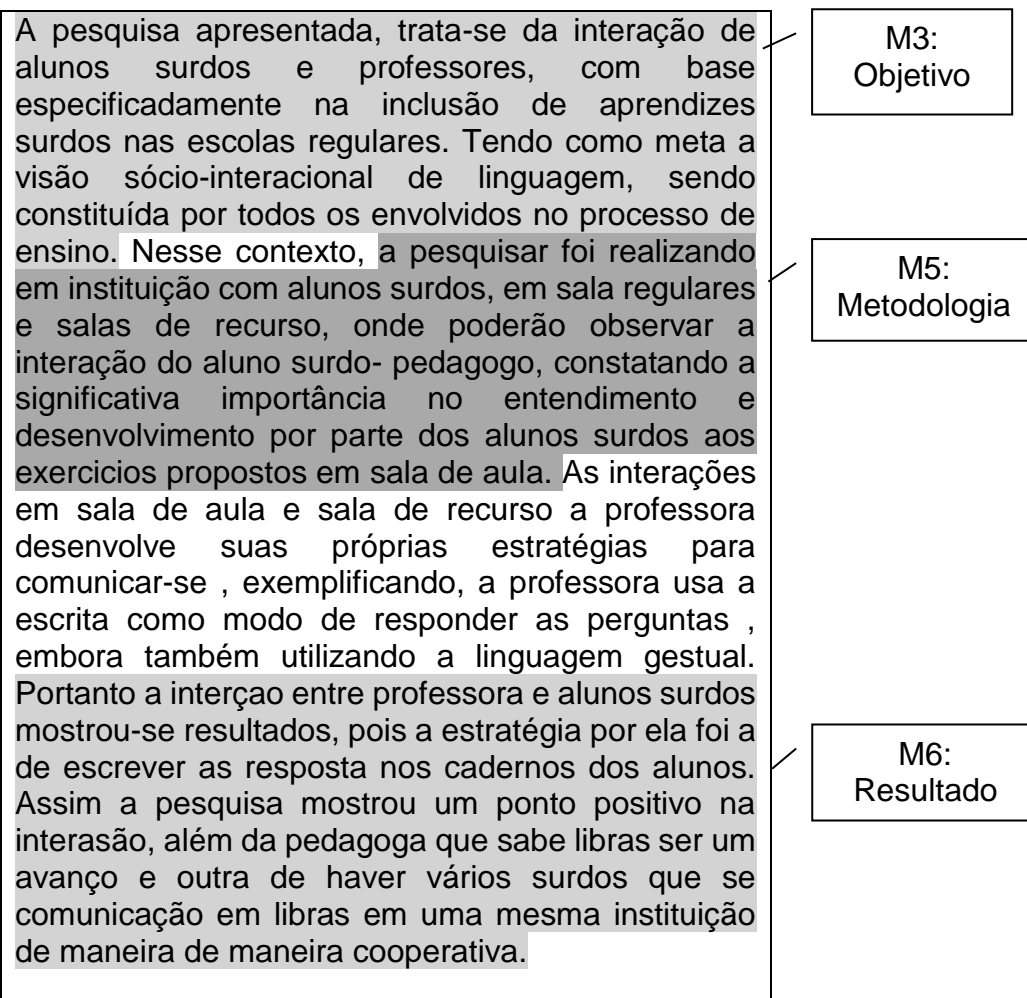 A pesquisa apresentada, trata-se da interação de
alunos surdos e professores, com base
especificadamente na inclusão de aprendizes
surdos nas escolas regulares. Tendo como meta a
visão sócio-interacional de linguagem, sendo
constituída por todos os envolvidos no processo de
ensino. Nesse contexto, a pesquisar foi realizando
em instituição com alunos surdos, em sala regulares
e salas de recurso, onde poderão observar a
interação do aluno surdo- pedagogo, constatando a
significativa importância no entendimento e
desenvolvimento por parte dos alunos surdos aos
exercicios propostos em sala de aula. As interações
em sala de aula e sala de recurso a professora
desenvolve suas próprias estratégias para
comunicar-se , exemplificando, a professora usa a
escrita como modo de responder as perguntas ,
embora também utilizando a linguagem gestual.
Portanto a interçao entre professora e alunos surdos
mostrou-se resultados, pois a estratégia por ela foi a
de escrever as resposta nos cadernos dos alunos.
Assim a pesquisa mostrou um ponto positivo na
interasão, além da pedagoga que sabe libras ser um
avanço e outra de haver vários surdos que se
comunicação em libras em uma mesma instituição
de maneira de maneira cooperativa.
M3:
Objetivo
M5:
Metodologia
M6:
Resultado